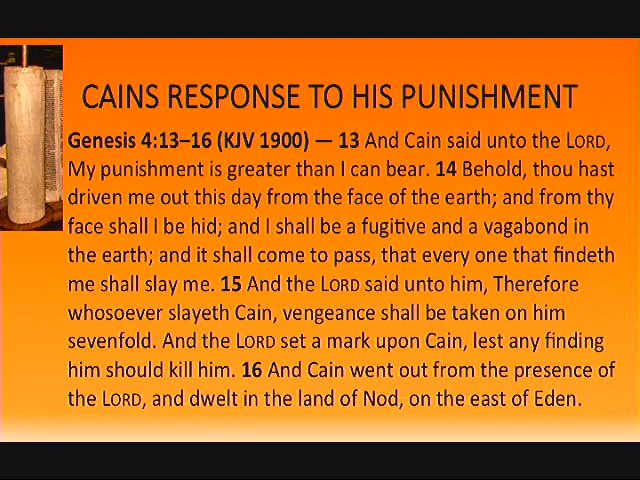 CAINS RESPONSE TO HIS PUNISHMENT
Genesis 4:13–16 (KJV 1900) — 13 And Cain said unto the LORD,
My punishment is greater than I can bear. 14 Behold, thou hast
driven me out this day from the face of the earth; and from thy
face shall I be hid; and I shall be a fugitive and a vagabond in
the earth; and it shall come to pass, that every one that findeth
me shall slay me. 15 And the LORD said unto him, Therefore
whosoever slayeth Cain, vengeance shall be taken on him
sevenfold. And the LORD set a mark upon Cain, lest any finding
him should kill him. 16 And Cain went out from the presence of
the LORD, and dwelt in the land of Nod, on the east of Eden.